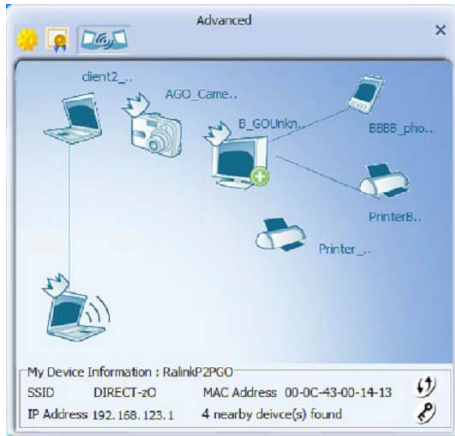 Advanced
client2_..
AGO_Came..
B_GOUnkn..
BBBB_pho..
PrinterB..
Printer_..
My Device Information : RalinkP2PGO
SSID DIRECT-zO MAC Address 00-0C-43-00-14-13
IP Address 192.168.123.1 4 nearby deivce(s) found